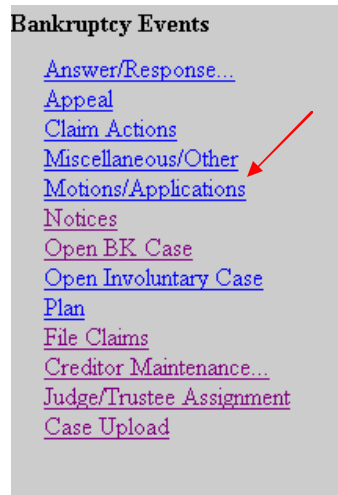 Bankruptcy Events
Answer/Response...
Appeal
Claim Actions
Miscellaneous/Other
Motions/Applications
Notices
Open BK Case
Open Involuntary Case
Plan
File Claims
Creditor Maintenance...
Judge/Trustee Assignment
Case Upload